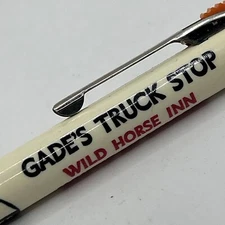 GADE'S TRUCK STOP
WILD HORSE INN